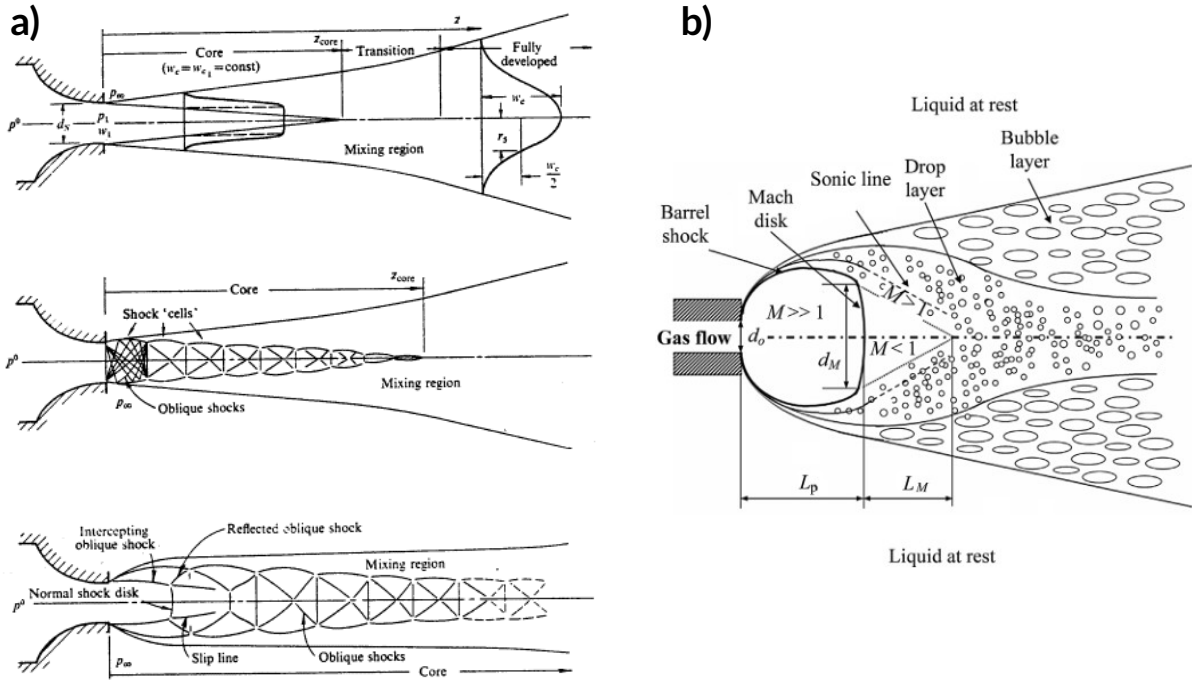 a)
z
z_core
Core
(w_c = w_c1 = const)
Transition
Fully
developed
p_∞
p⁰
d_N
p_1
w_1
w_c
r_5
w_c
2
Mixing region
z_core
Core
Shock 'cells'
p⁰
p_∞
Oblique shocks
Mixing region
Intercepting
oblique shock
Reflected oblique shock
Mixing region
Normal shock disk
p⁰
p_∞
Slip line
Oblique shocks
Core
b)
Liquid at rest
Bubble
layer
Drop
layer
Sonic line
Mach
disk
Barrel
shock
M >> 1
M > 1
Gas flow
d_o
d_M
M < 1
L_p
L_M
Liquid at rest